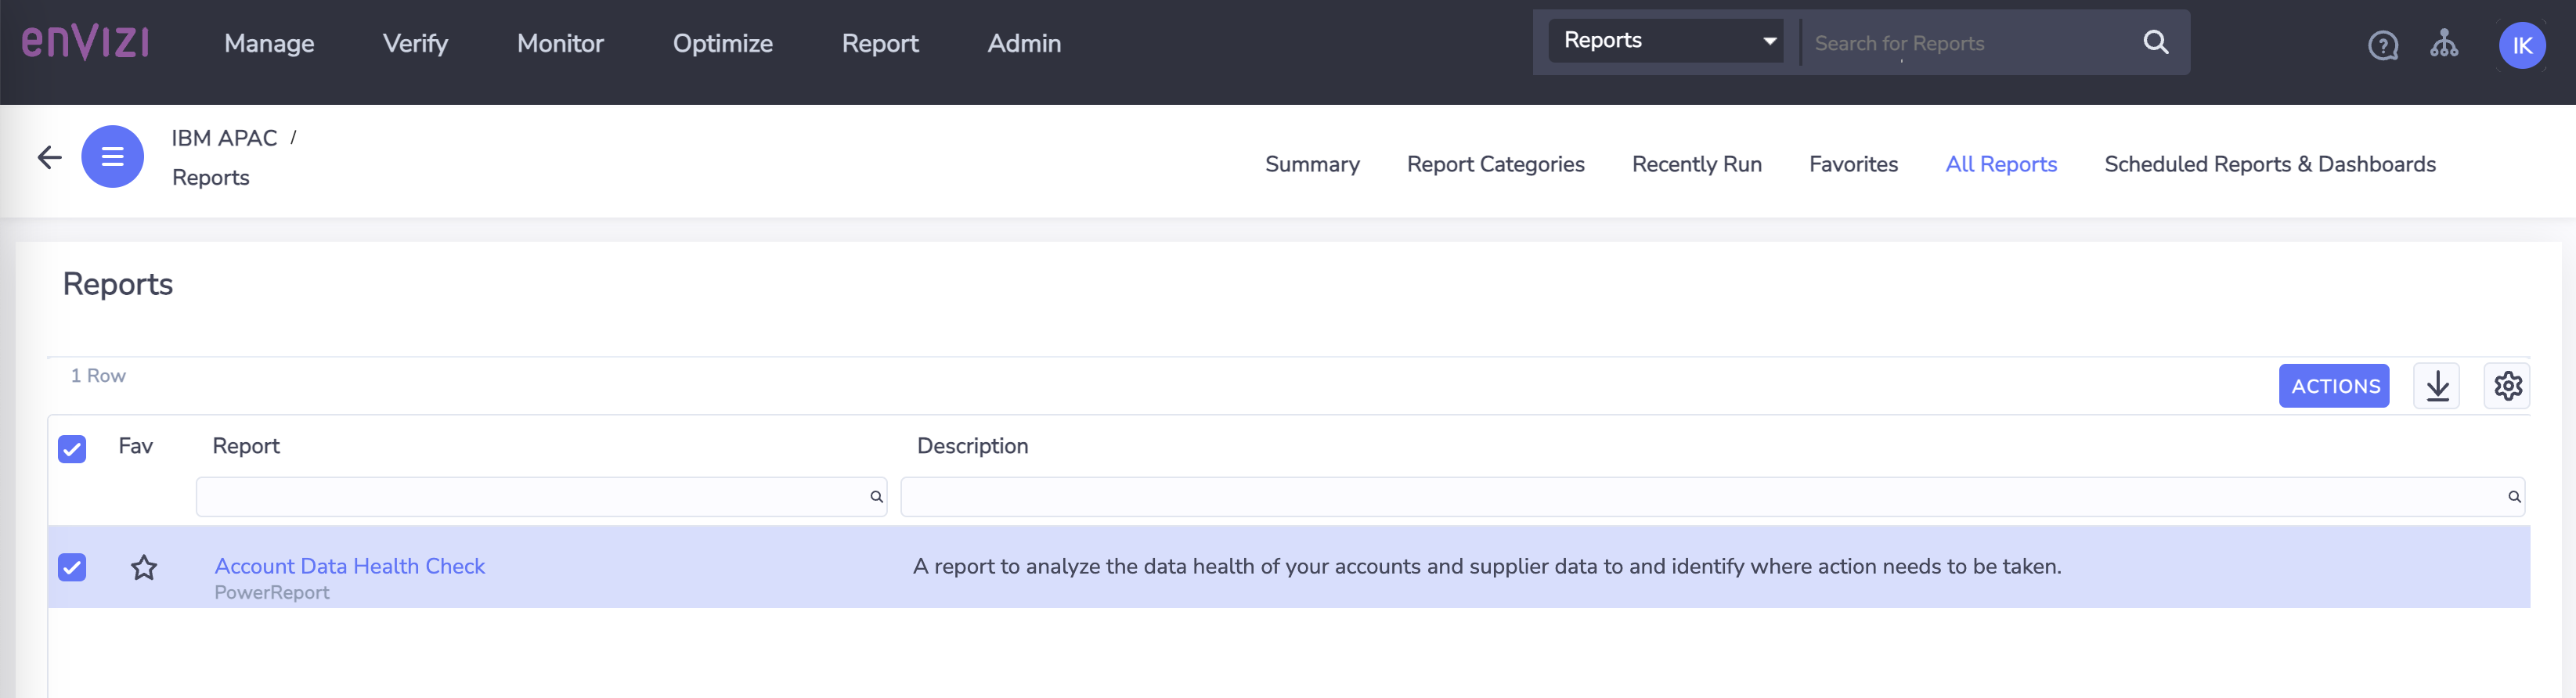 enVizi
Manage Verify Monitor Optimize Report Admin
Reports Search for Reports
? IK
IBM APAC /
Reports
Summary Report Categories Recently Run Favorites All Reports Scheduled Reports & Dashboards
Reports
1 Row
ACTIONS
Fav Report Description
Account Data Health Check A report to analyze the data health of your accounts and supplier data to and identify where action needs to be taken.
PowerReport